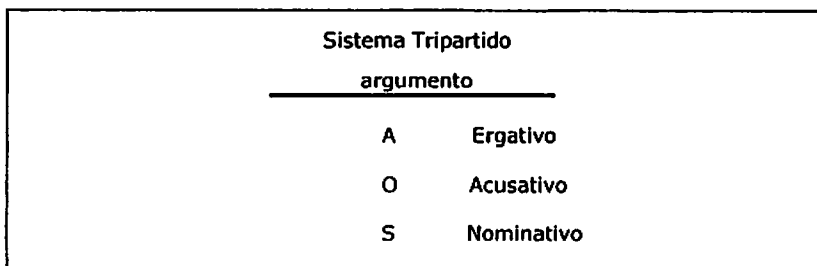 Sistema Tripartido
argumento
A Ergativo
O Acusativo
S Nominativo